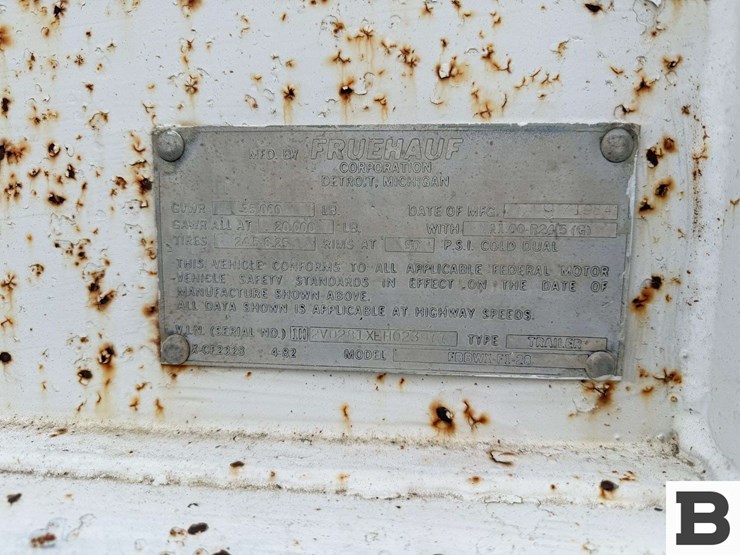 MFD. BY FRUEHAUF
CORPORATION
DETROIT, MICHIGAN
GVWR LB DATE OF MFG.
GAWR ALL AT 20,000 LB. WITH
TIRES RIMS AT P.S.I. COLD DUAL
THIS VEHICLE CONFORMS TO ALL APPLICABLE FEDERAL MOTOR
VEHICLE SAFETY STANDARDS IN EFFECT ON THE DATE OF
MANUFACTURE SHOWN ABOVE.
ALL DATA SHOWN IS APPLICABLE AT HIGHWAY SPEEDS.
V.I.N. (SERIAL NO.) TYPE TRAILER
4-82 MODEL
B